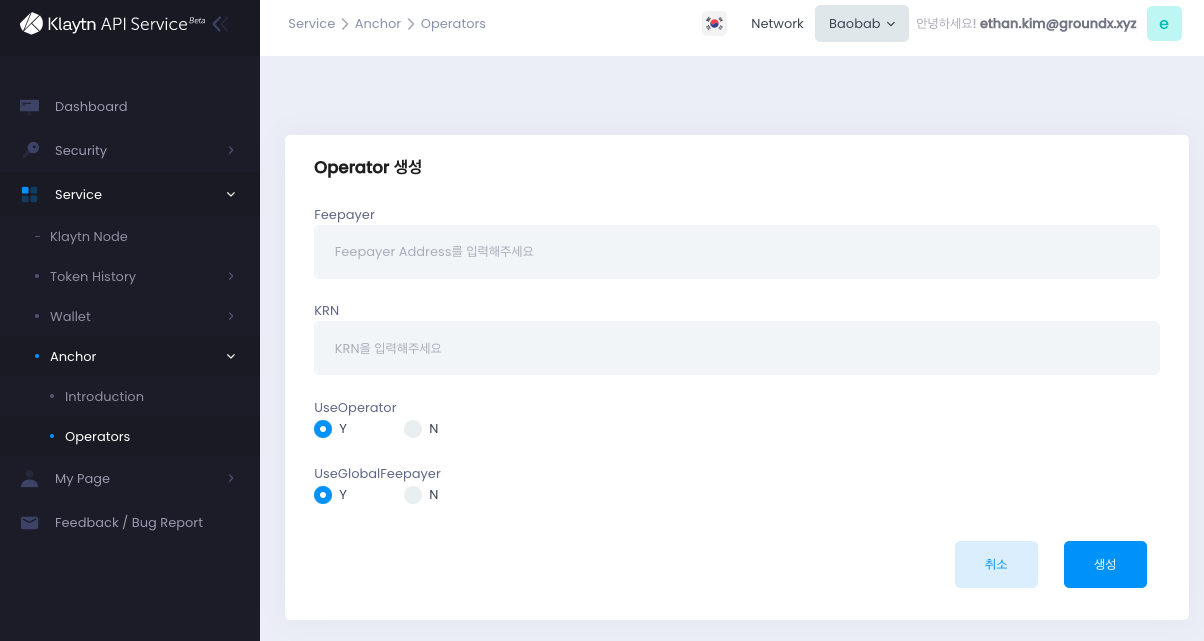 Klaytn API Service Beta
Service > Anchor > Operators
Network
Baobab
안녕하세요! ethan.kim@groundx.xyz
e
Dashboard
Security
Service
Klaytn Node
Token History
Wallet
Anchor
Introduction
Operators
My Page
Feedback / Bug Report
Operator 생성
Feepayer
Feepayer Address를 입력해주세요
KRN
KRN을 입력해주세요
UseOperator
Y N
UseGlobalFeepayer
Y N
취소 생성